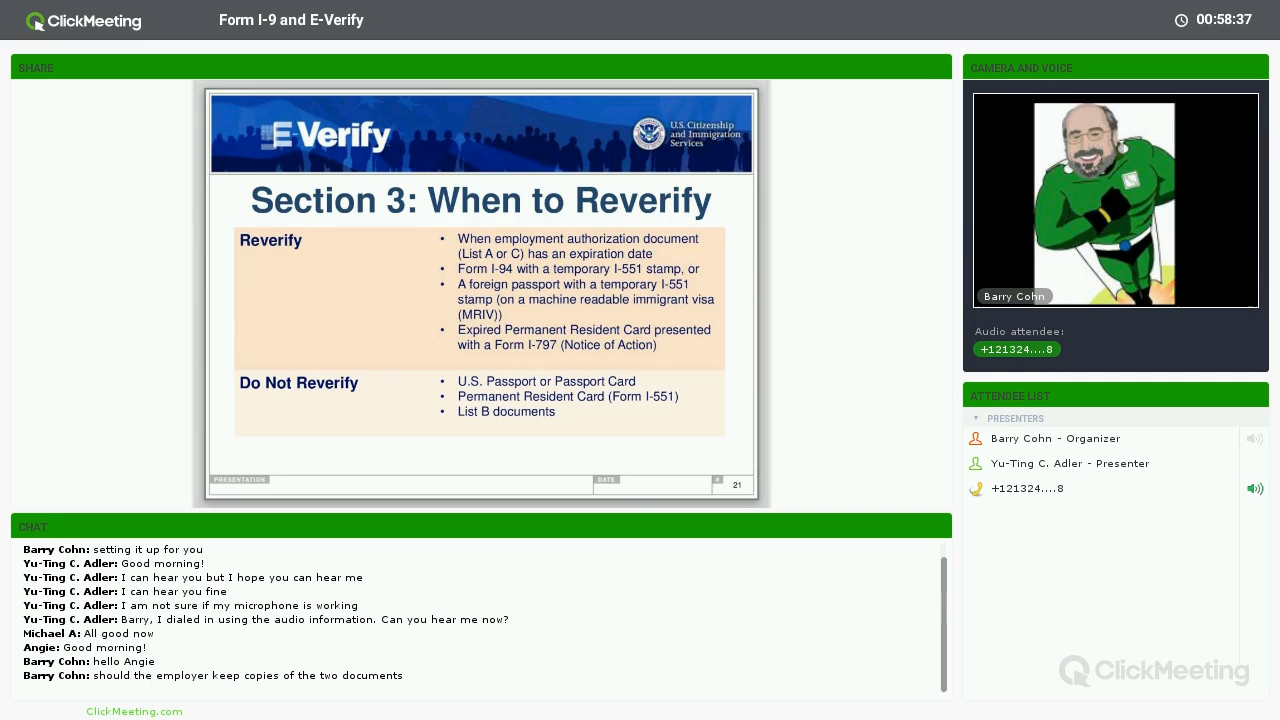 ClickMeeting
Form I-9 and E-Verify
00:58:37
SHARE
E-Verify
U.S. Citizenship
and Immigration
Services
Section 3: When to Reverify
Reverify
• When employment authorization document
(List A or C) has an expiration date
• Form I-94 with a temporary I-551 stamp, or
• A foreign passport with a temporary I-551
stamp (on a machine readable immigrant visa
(MRIV))
• Expired Permanent Resident Card presented
with a Form I-797 (Notice of Action)
Do Not Reverify
• U.S. Passport or Passport Card
• Permanent Resident Card (Form I-551)
• List B documents
PRESENTATION
DATE
#
21
CHAT
Barry Cohn: setting it up for you
Yu-Ting C. Adler: Good morning!
Yu-Ting C. Adler: I can hear you but I hope you can hear me
Yu-Ting C. Adler: I can hear you fine
Yu-Ting C. Adler: I am not sure if my microphone is working
Yu-Ting C. Adler: Barry, I dialed in using the audio information. Can you hear me now?
Michael A: All good now
Angie: Good morning!
Barry Cohn: hello Angie
Barry Cohn: should the employer keep copies of the two documents
ClickMeeting.com
CAMERA AND VOICE
Barry Cohn
Audio attendee:
+121324....8
ATTENDEE LIST
PRESENTERS
Barry Cohn - Organizer
Yu-Ting C. Adler - Presenter
+121324....8
ClickMeeting